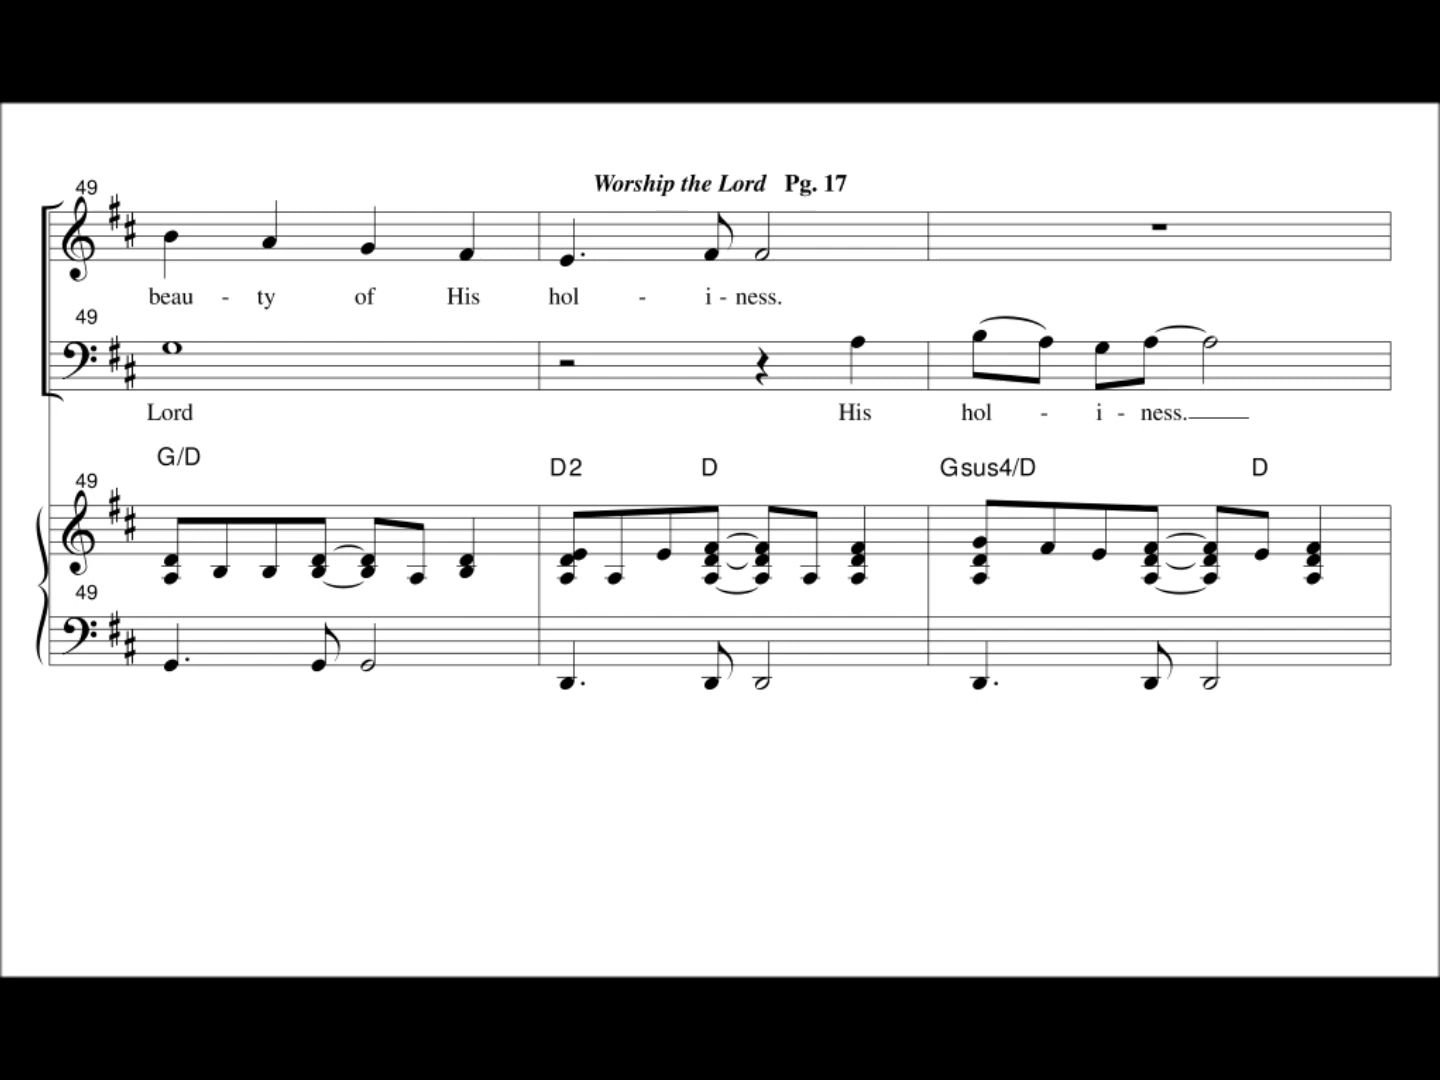 Worship the Lord Pg. 17
49
beau - ty of His hol - i - ness.
49
Lord His hol - i - ness.
G/D D2 D Gsus4/D D
49
49